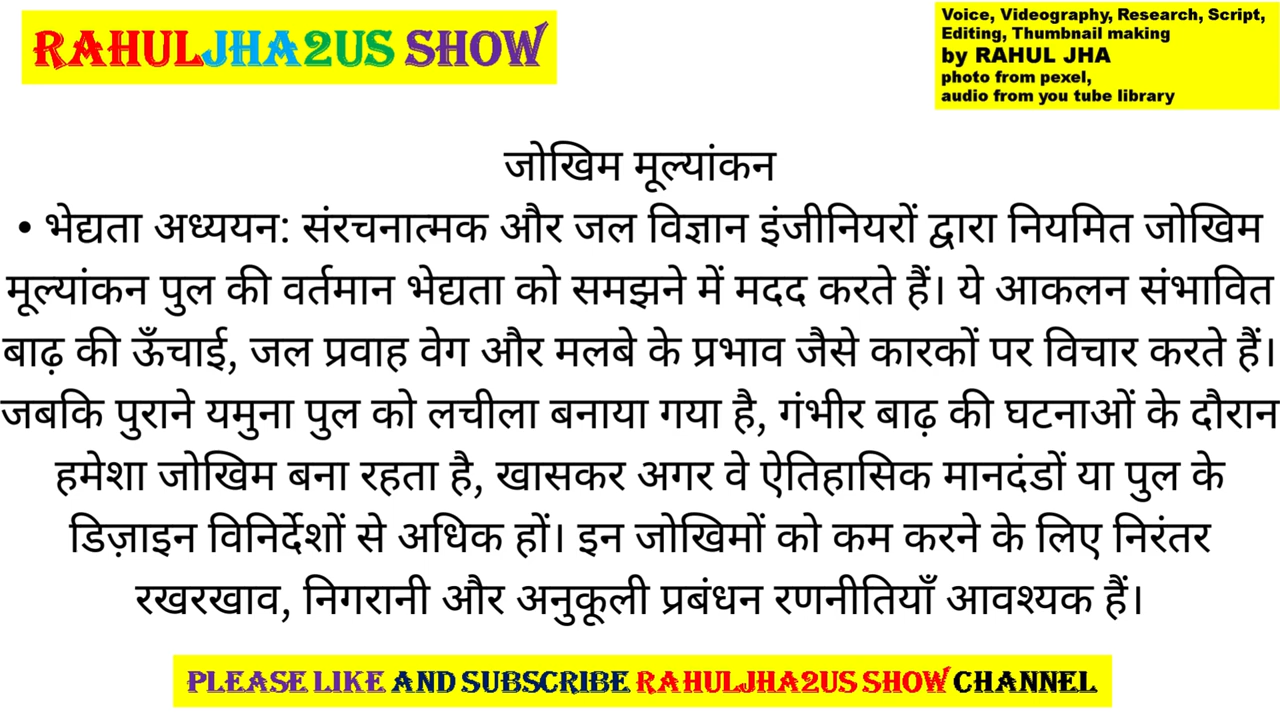 RAHULJHA2US SHOW
Voice, Videography, Research, Script,
Editing, Thumbnail making
by RAHUL JHA
photo from pexel,
audio from you tube library
जोखिम मूल्यांकन
• भेद्यता अध्ययन: संरचनात्मक और जल विज्ञान इंजीनियरों द्वारा नियमित जोखिम
मूल्यांकन पुल की वर्तमान भेद्यता को समझने में मदद करते हैं। ये आकलन संभावित
बाढ़ की ऊँचाई, जल प्रवाह वेग और मलबे के प्रभाव जैसे कारकों पर विचार करते हैं।
जबकि पुराने यमुना पुल को लचीला बनाया गया है, गंभीर बाढ़ की घटनाओं के दौरान
हमेशा जोखिम बना रहता है, खासकर अगर वे ऐतिहासिक मानदंडों या पुल के
डिज़ाइन विनिर्देशों से अधिक हों। इन जोखिमों को कम करने के लिए निरंतर
रखरखाव, निगरानी और अनुकूली प्रबंधन रणनीतियाँ आवश्यक हैं।
PLEASE LIKE AND SUBSCRIBE RAHULJHA2US SHOW CHANNEL